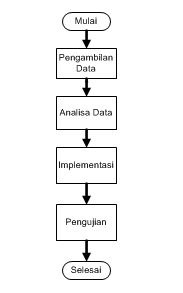 Mulai
Pengambilan
Data
Analisa Data
Implementasi
Pengujian
Selesai